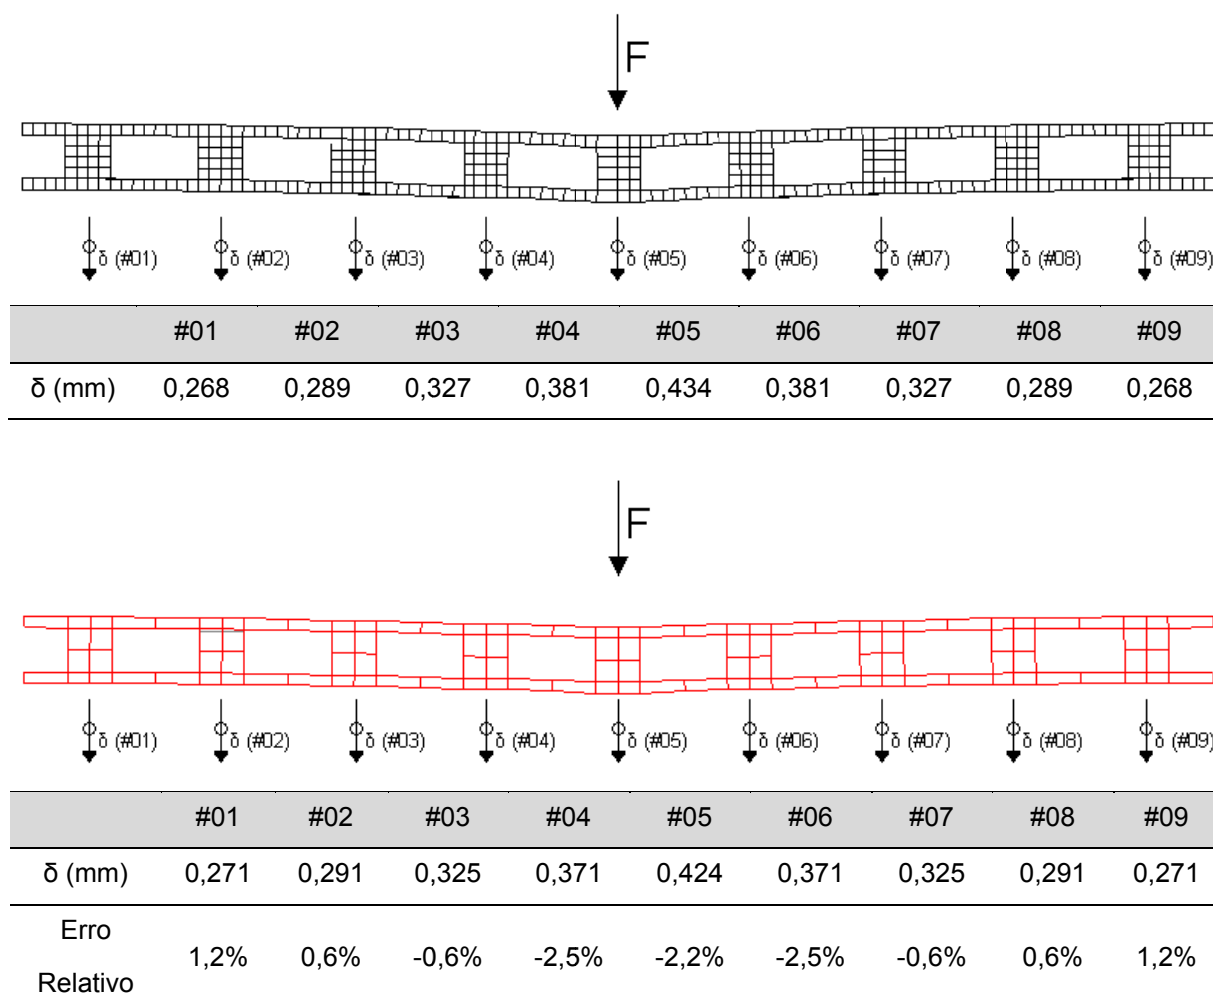 F
δ (#01) δ (#02) δ (#03) δ (#04) δ (#05) δ (#06) δ (#07) δ (#08) δ (#09)
#01 #02 #03 #04 #05 #06 #07 #08 #09
δ (mm) 0,268 0,289 0,327 0,381 0,434 0,381 0,327 0,289 0,268
F
δ (#01) δ (#02) δ (#03) δ (#04) δ (#05) δ (#06) δ (#07) δ (#08) δ (#09)
#01 #02 #03 #04 #05 #06 #07 #08 #09
δ (mm) 0,271 0,291 0,325 0,371 0,424 0,371 0,325 0,291 0,271
Erro
Relativo
1,2% 0,6% -0,6% -2,5% -2,2% -2,5% -0,6% 0,6% 1,2%